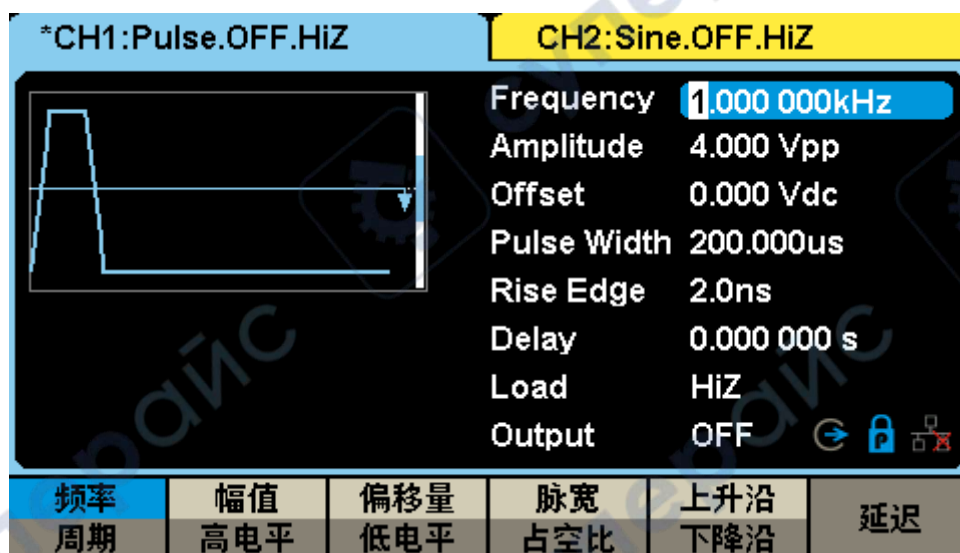 *CH1:Pulse.OFF.HiZ CH2:Sine.OFF.HiZ
Frequency 1.000 000kHz
Amplitude 4.000 Vpp
Offset 0.000 Vdc
Pulse Width 200.000us
Rise Edge 2.0ns
Delay 0.000 000 s
Load HiZ
Output OFF
频率 幅值 偏移量 脉宽 上升沿 延迟
周期 高电平 低电平 占空比 下降沿